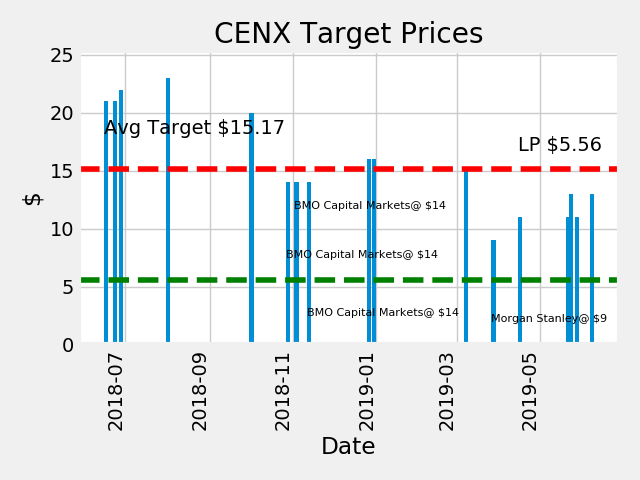 CENX Target Prices
25
20
15
10
5
0
$
Avg Target $15.17
LP $5.56
BMO Capital Markets@ $14
BMO Capital Markets@ $14
BMO Capital Markets@ $14
Morgan Stanley@ $9
2018-07
2018-09
2018-11
2019-01
2019-03
2019-05
Date